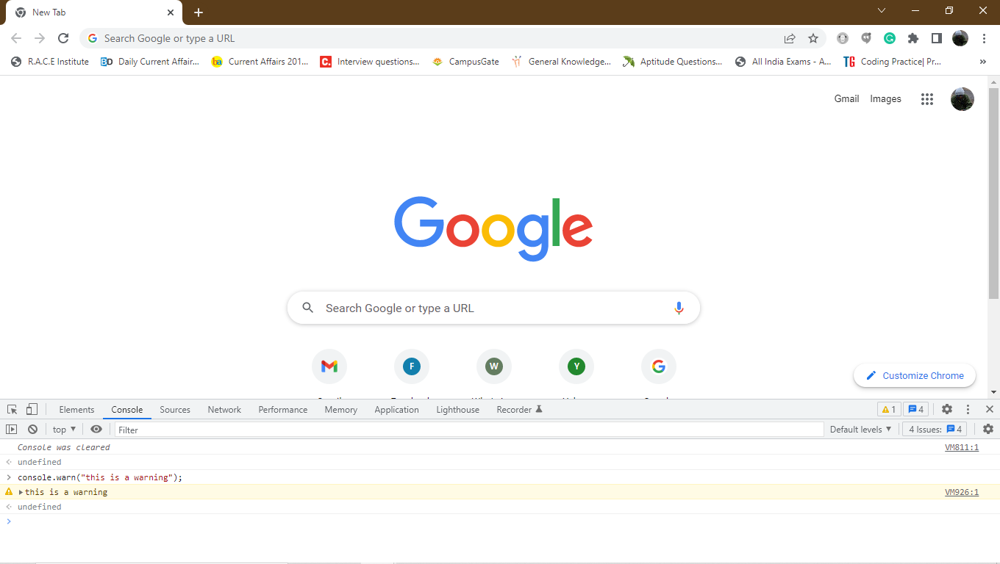 New Tab
Search Google or type a URL
R.A.C.E Institute
BD Daily Current Affair...
ba Current Affairs 201...
C. Interview questions...
CampusGate
General Knowledge...
Aptitude Questions...
All India Exams - A...
TG Coding Practice| Pr...
»
Gmail Images
Google
Search Google or type a URL
F W Y
Customize Chrome
Elements Console Sources Network Performance Memory Application Lighthouse Recorder 1 4
top Filter Default levels 4 Issues: 4
Console was cleared VM811:1
undefined
console.warn("this is a warning");
this is a warning VM926:1
undefined